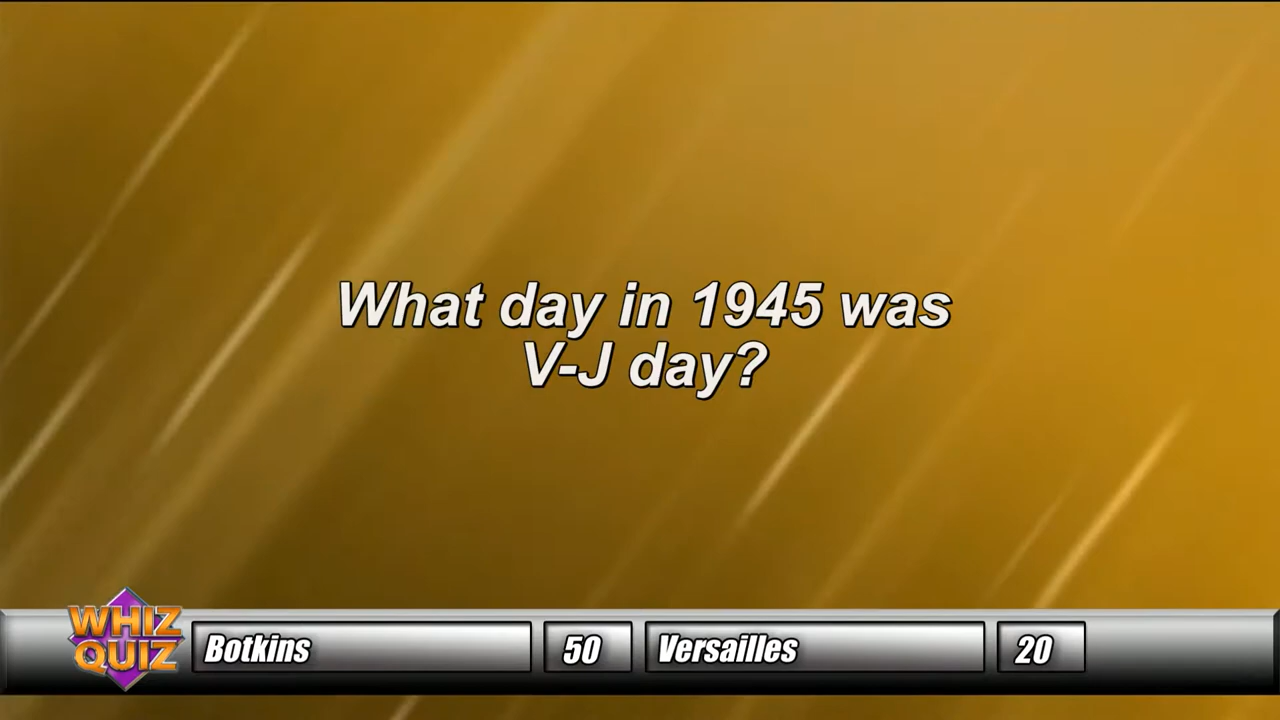 What day in 1945 was
V-J day?
WHIZ
QUIZ
Botkins 50 Versailles 20